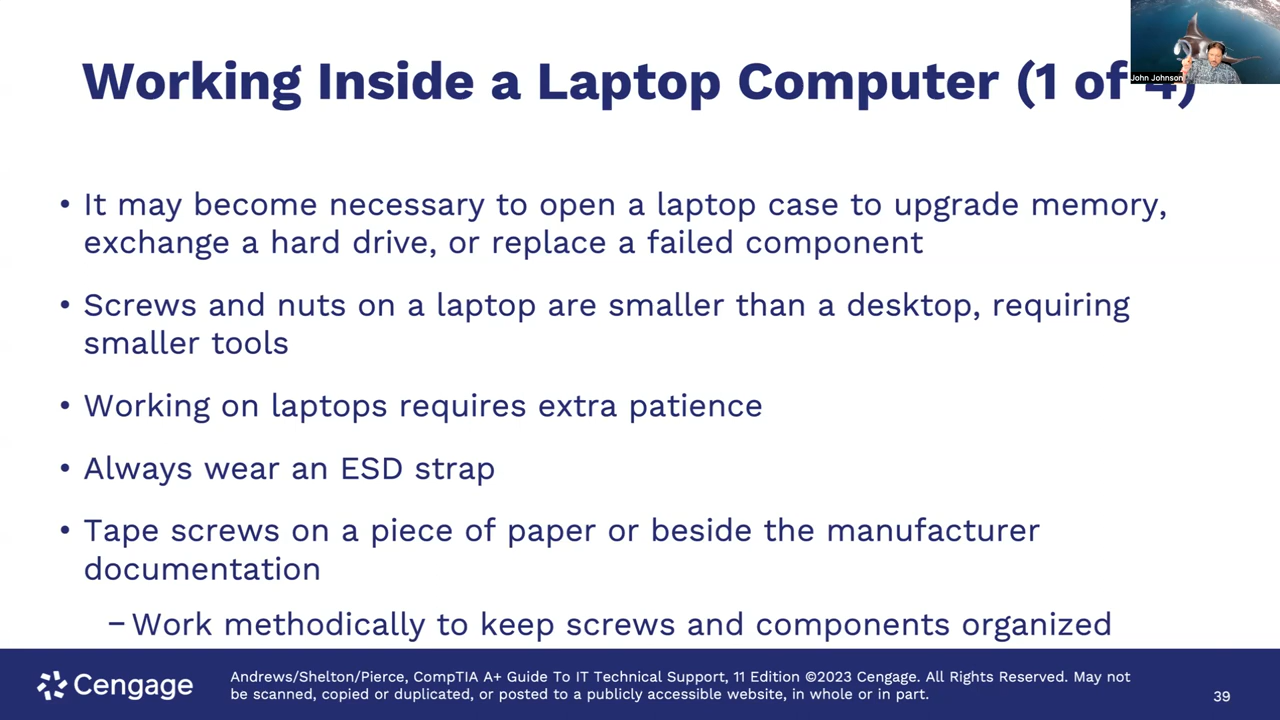 Working Inside a Laptop Computer (1 of 4)
John Johnson
• It may become necessary to open a laptop case to upgrade memory,
exchange a hard drive, or replace a failed component
• Screws and nuts on a laptop are smaller than a desktop, requiring
smaller tools
• Working on laptops requires extra patience
• Always wear an ESD strap
• Tape screws on a piece of paper or beside the manufacturer
documentation
– Work methodically to keep screws and components organized
Cengage
Andrews/Shelton/Pierce, CompTIA A+ Guide To IT Technical Support, 11 Edition ©2023 Cengage. All Rights Reserved. May not
be scanned, copied or duplicated, or posted to a publicly accessible website, in whole or in part.
39